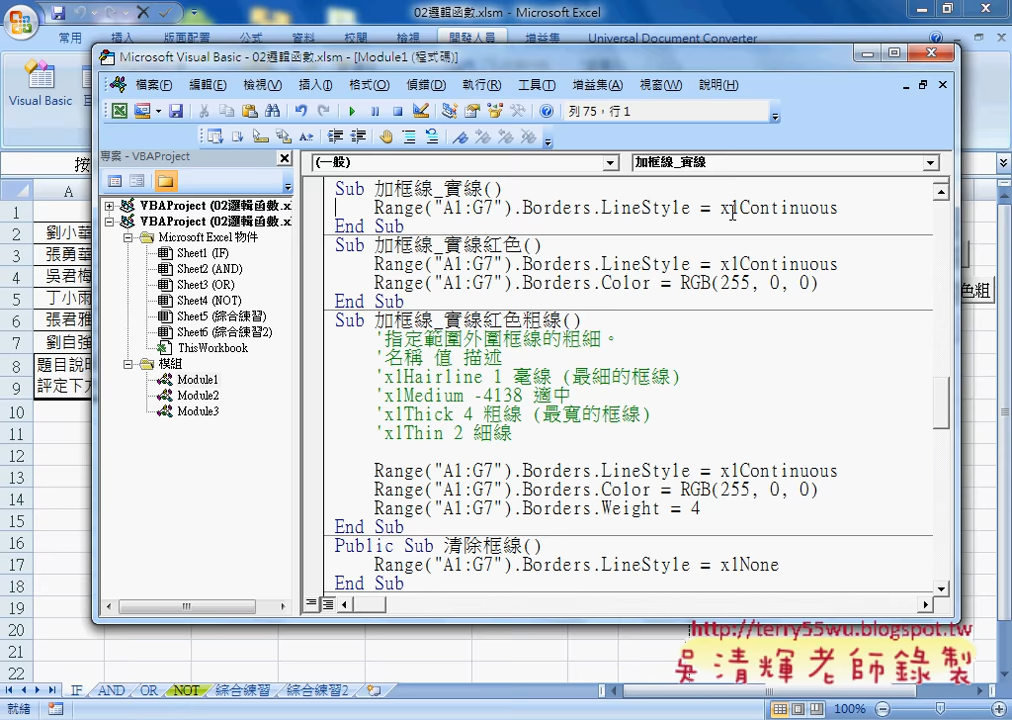 02邏輯函數.xlsm - Microsoft Excel
常用 插入 版面配置 公式 資料 校閱 檢視 開發人員 增益集 Universal Document Converter
Visual Basic
Microsoft Visual Basic - 02邏輯函數.xlsm - [Module1 (程式碼)]
檔案(F) 編輯(E) 檢視(V) 插入(I) 格式(O) 偵錯(D) 執行(R) 工具(T) 增益集(A) 視窗(W) 說明(H)
列 75,行 1
專案 - VBAProject
(一般) 加框線_實線
VBAProject (02邏輯函數.x
VBAProject (02邏輯函數.x
Microsoft Excel 物件
Sheet1 (IF)
Sheet2 (AND)
Sheet3 (OR)
Sheet4 (NOT)
Sheet5 (綜合練習)
Sheet6 (綜合練習2)
ThisWorkbook
模組
Module1
Module2
Module3
Sub 加框線_實線()
Range("A1:G7").Borders.LineStyle = xlContinuous
End Sub
Sub 加框線_實線紅色()
Range("A1:G7").Borders.LineStyle = xlContinuous
Range("A1:G7").Borders.Color = RGB(255, 0, 0)
End Sub
Sub 加框線_實線紅色粗線()
'指定範圍外圍框線的粗細。
'名稱 值 描述
'xlHairline 1 毫線 (最細的框線)
'xlMedium -4138 適中
'xlThick 4 粗線 (最寬的框線)
'xlThin 2 細線
Range("A1:G7").Borders.LineStyle = xlContinuous
Range("A1:G7").Borders.Color = RGB(255, 0, 0)
Range("A1:G7").Borders.Weight = 4
End Sub
Public Sub 清除框線()
Range("A1:G7").Borders.LineStyle = xlNone
End Sub
按
A
1
2 劉小華
3 張勇華
4 吳君梅
5 丁小雨
6 張君雅
7 劉自強
8 題目說明
9 評定下
10
11
12
13
14
15
16
17
18
19
20
21
22
色粗
http://terry55wu.blogspot.tw
吳清輝老師錄製
IF AND OR NOT 綜合練習 綜合練習2
就緒
100%